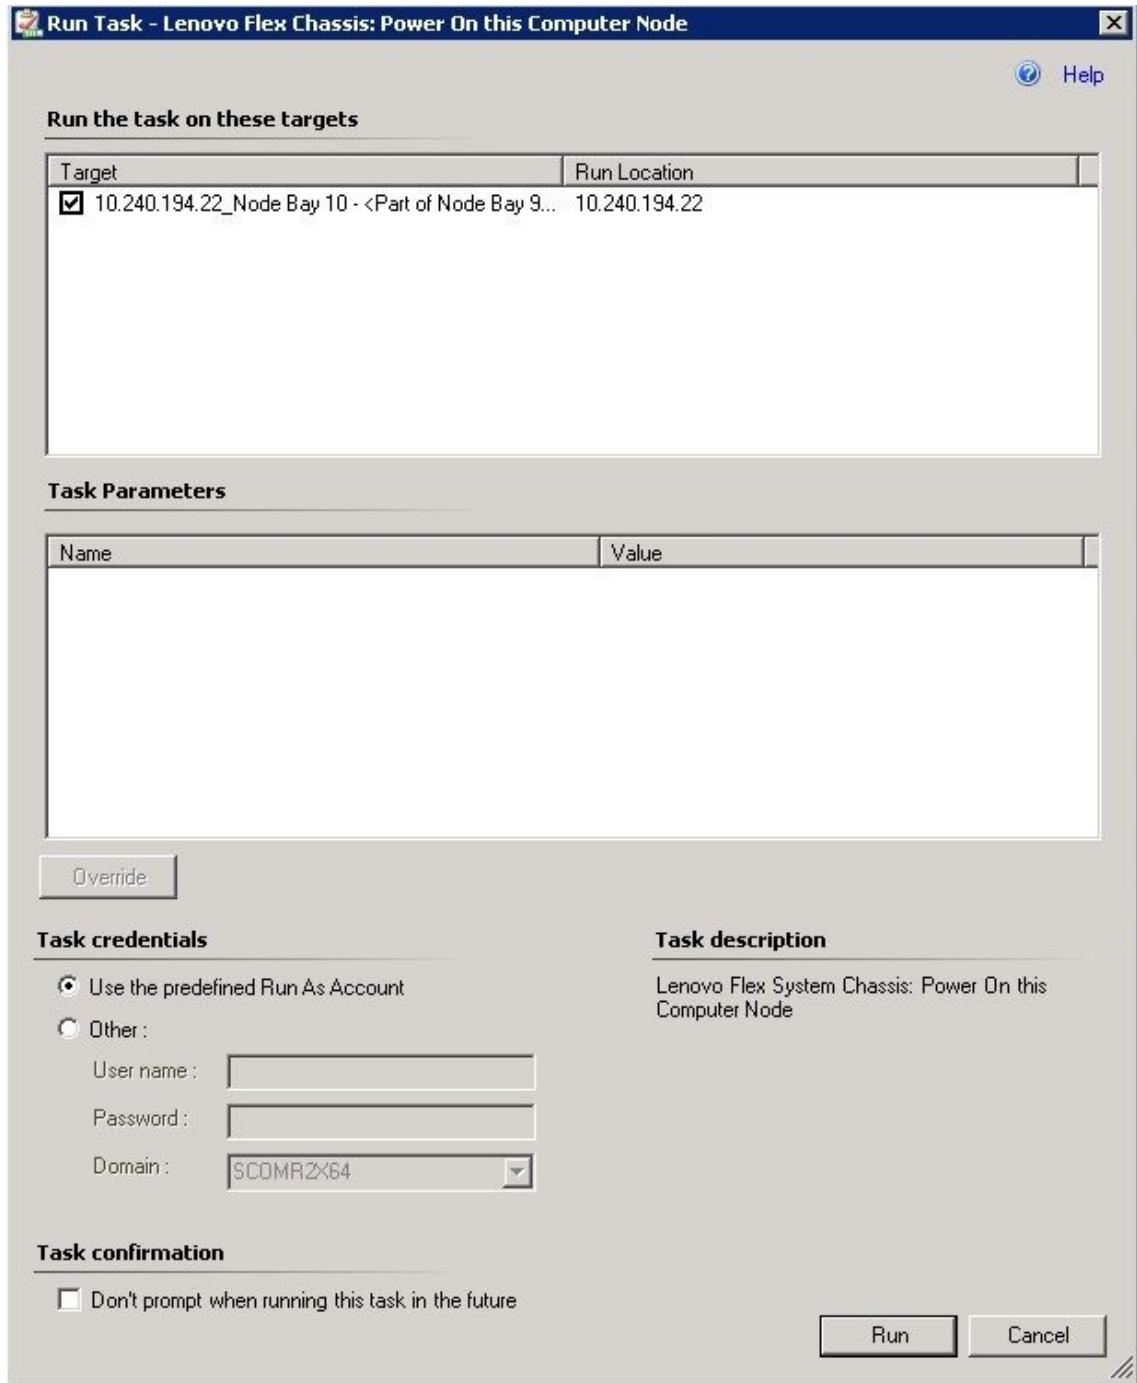 Run Task - Lenovo Flex Chassis: Power On this Computer Node
Help
Run the task on these targets
Target Run Location
10.240.194.22_Node Bay 10 - <Part of Node Bay 9... 10.240.194.22
Task Parameters
Name Value
Override
Task credentials
Use the predefined Run As Account
Other :
User name :
Password :
Domain : SCOMR2X64
Task description
Lenovo Flex System Chassis: Power On this
Computer Node
Task confirmation
Don't prompt when running this task in the future
Run Cancel